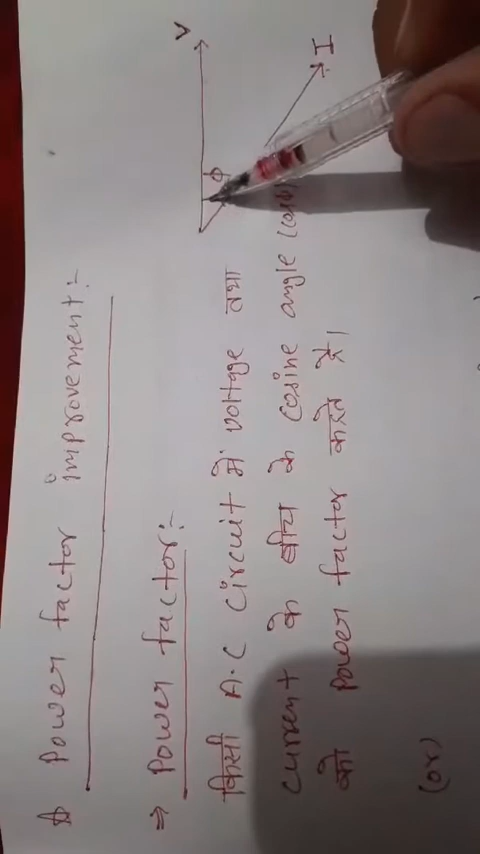 ☆ Power factor improvement:-
⇒ Power factor:-
किसी A.C circuit में voltage तथा
current के बीच के cosine angle (cosϕ)
को power factor कहते है।
(or)
V
ϕ
I